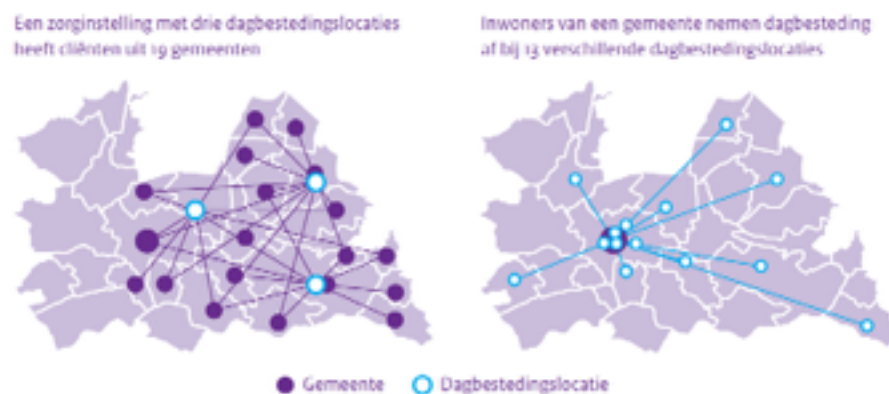 Een zorginstelling met drie dagbestedingslocaties
heeft cliënten uit 19 gemeenten
Inwoners van een gemeente nemen dagbesteding
af bij 13 verschillende dagbestedingslocaties
Gemeente
Dagbestedingslocatie